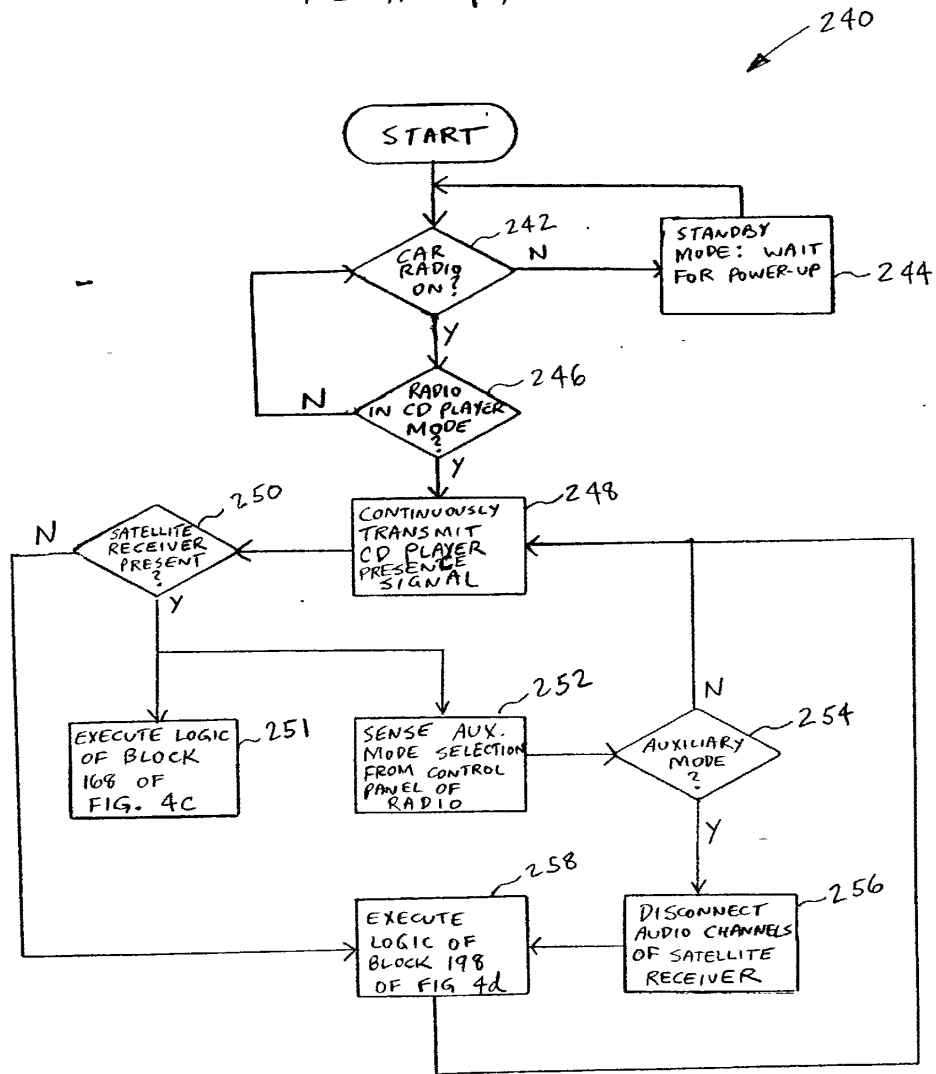 240
START
242
CAR
RADIO
ON?
N
STANDBY
MODE: WAIT
FOR POWER-UP
244
Y
246
RADIO
IN CD PLAYER
MODE
?
N
Y
248
CONTINUOUSLY
TRANSMIT
CD PLAYER
PRESENCE
SIGNAL
250
N
SATELLITE
RECEIVER
PRESENT
?
Y
251
EXECUTE LOGIC
OF BLOCK
168 OF
FIG. 4C
252
SENSE AUX.
MODE SELECTION
FROM CONTROL
PANEL OF
RADIO
N
254
AUXILIARY
MODE
?
Y
256
DISCONNECT
AUDIO CHANNELS
OF SATELLITE
RECEIVER
258
EXECUTE
LOGIC OF
BLOCK 198
OF FIG 4d